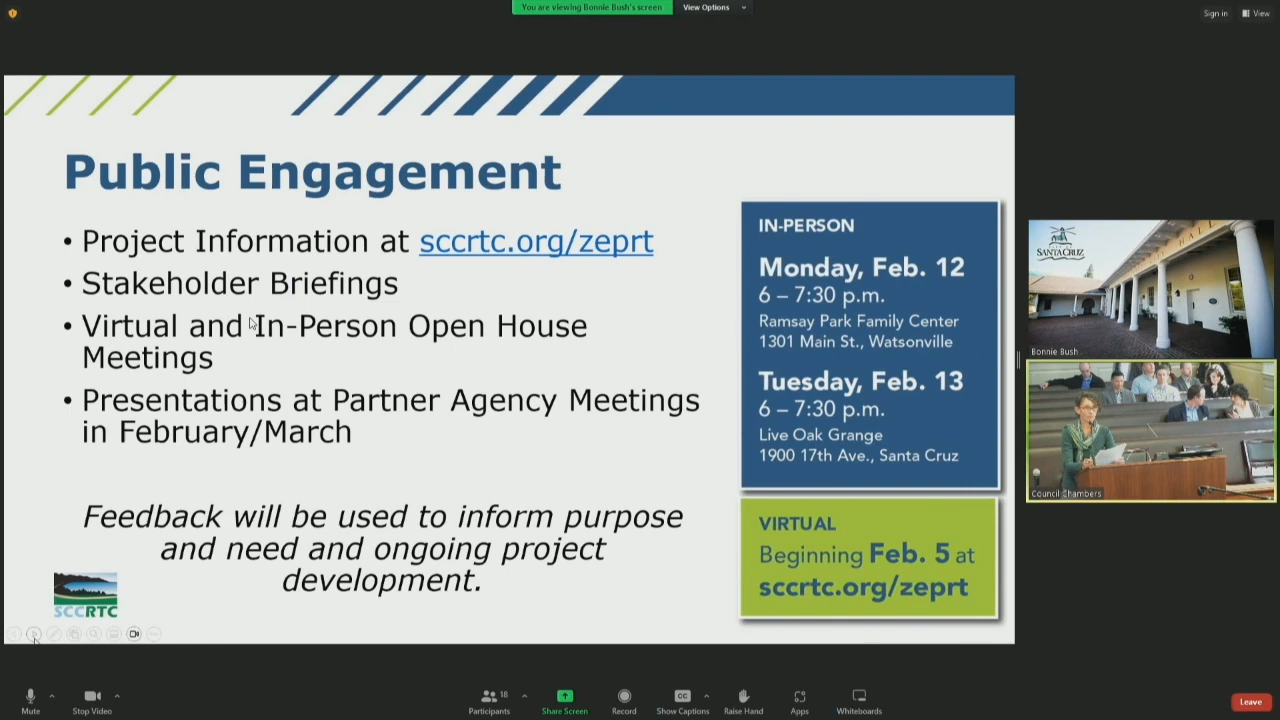 You are viewing Bonnie Bush's screen
View Options
Sign in
View
Public Engagement
• Project Information at sccrtc.org/zeprt
• Stakeholder Briefings
• Virtual and In-Person Open House
Meetings
• Presentations at Partner Agency Meetings
in February/March
Feedback will be used to inform purpose
and need and ongoing project
development.
SCCRTC
IN-PERSON
Monday, Feb. 12
6 – 7:30 p.m.
Ramsay Park Family Center
1301 Main St., Watsonville
Tuesday, Feb. 13
6 – 7:30 p.m.
Live Oak Grange
1900 17th Ave., Santa Cruz
VIRTUAL
Beginning Feb. 5 at
sccrtc.org/zeprt
SANTA CRUZ
HALL
Bonnie Bush
Council Chambers
Mute
Stop Video
18
Participants
Share Screen
Record
CC
Show Captions
Raise Hand
Apps
Whiteboards
Leave